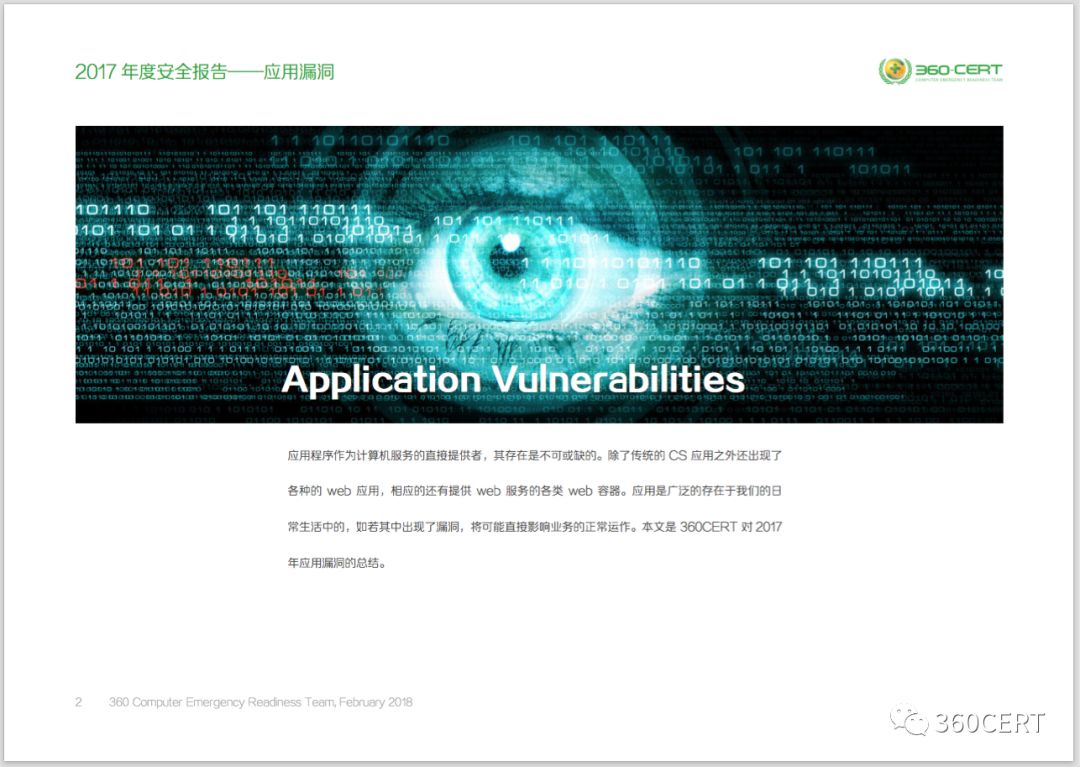 2017 年度安全报告——应用漏洞
360-CERT
COMPUTER EMERGENCY READINESS TEAM
Application Vulnerabilities
应用程序作为计算机服务的直接提供者，其存在是不可或缺的。除了传统的 CS 应用之外还出现了
各种的 web 应用，相应的还有提供 web 服务的各类 web 容器。应用是广泛的存在于我们的日
常生活中的，如若其中出现了漏洞，将可能直接影响业务的正常运作。本文是 360CERT 对 2017
年应用漏洞的总结。
2 360 Computer Emergency Readiness Team, February 2018
360CERT